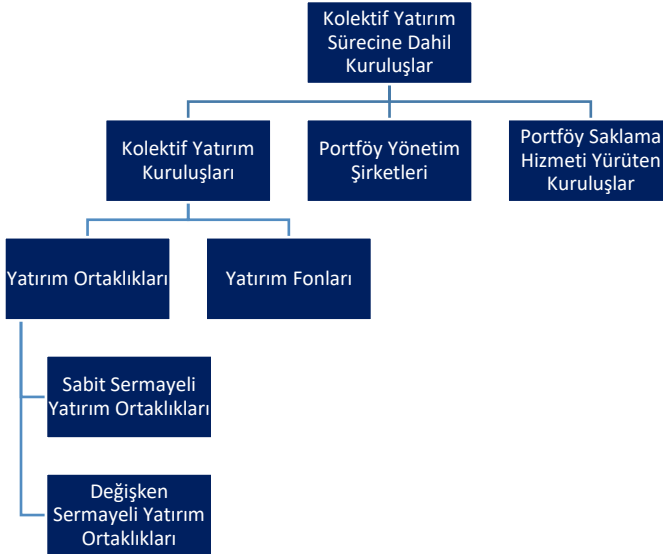 Kolektif Yatırım
Sürecine Dahil
Kuruluşlar
Kolektif Yatırım
Kuruluşları
Portföy Yönetim
Şirketleri
Portföy Saklama
Hizmeti Yürüten
Kuruluşlar
Yatırım Ortaklıkları
Yatırım Fonları
Sabit Sermayeli
Yatırım Ortaklıkları
Değişken
Sermayeli Yatırım
Ortaklıkları